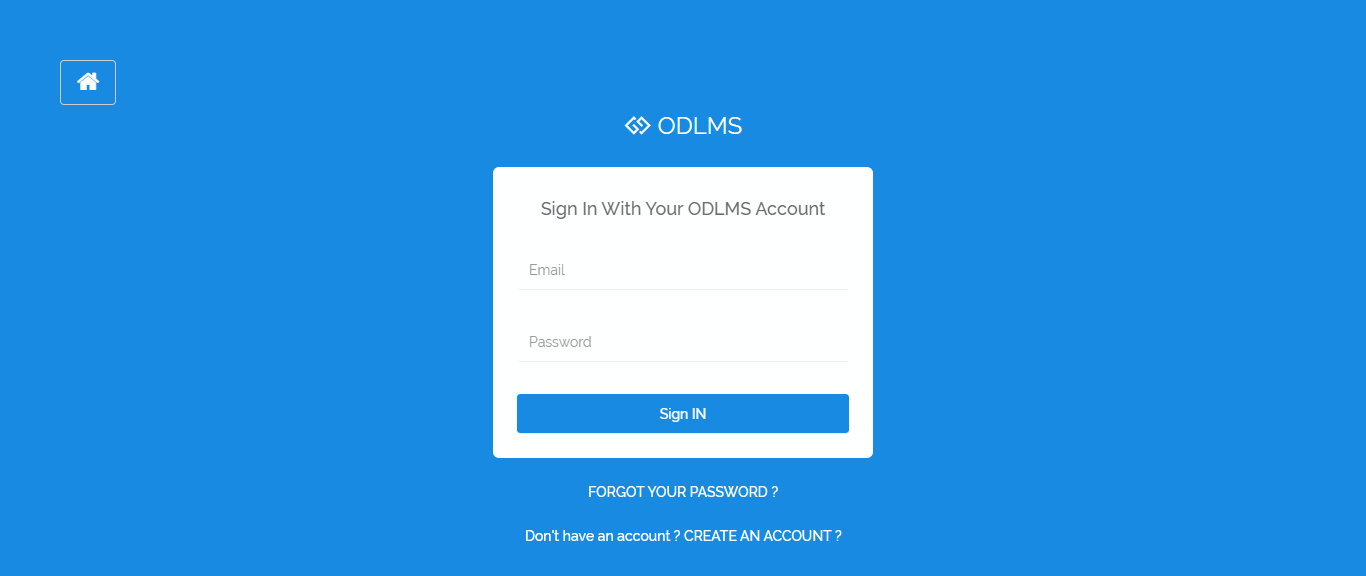 ODLMS
Sign In With Your ODLMS Account
Email
Password
Sign IN
FORGOT YOUR PASSWORD ?
Don't have an account ? CREATE AN ACCOUNT ?